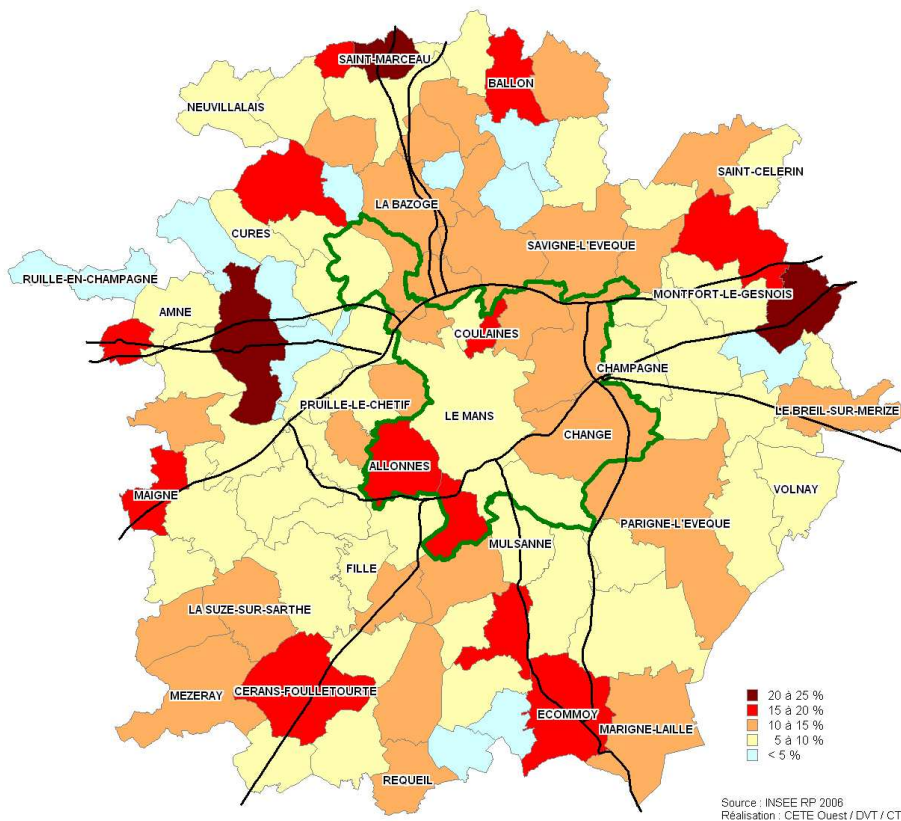 SAINT-MARCEAU
BALLON
NEUVILLALAIS
SAINT-CELERIN
LA BAZOGE
CURES
SAVIGNE-L'EVEQUE
RUILLE-EN-CHAMPAGNE
MONTFORT-LE-GESNOIS
AMNE
COULAINES
CHAMPAGNE
PRUILLE-LE-CHETIF
LE MANS
LE-BREIL-SUR-MERIZE
CHANGE
ALLONNES
VOLNAY
MAIGNE
PARIGNE-L'EVEQUE
MULSANNE
FILLE
LA SUZE-SUR-SARTHE
MEZERAY
CERANS-FOULLETOURTE
ECOMMOY
MARIGNE-LAILLE
REQUEIL
20 à 25 %
15 à 20 %
10 à 15 %
5 à 10 %
< 5 %
Source : INSEE RP 2006
Réalisation : CETE Ouest / DVT / CT